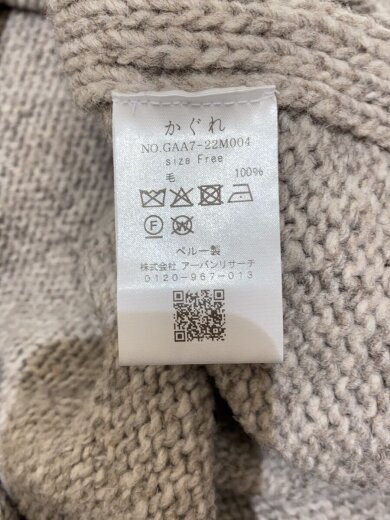 かぐれ
NO.GAA7-22M004
size Free
毛 100%
ペルー製
株式会社 アーバンリサーチ
0120-967-013